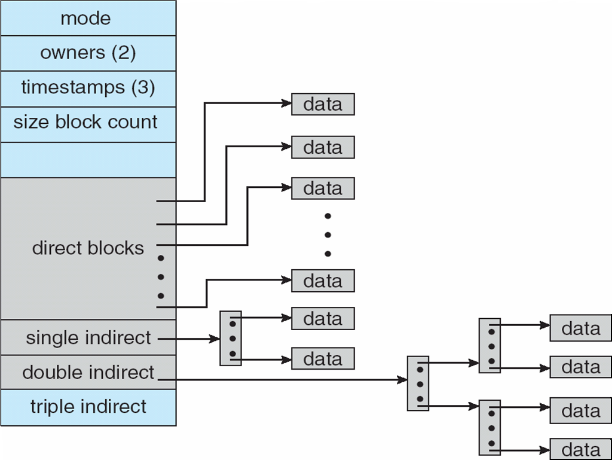 mode
owners (2)
timestamps (3)
size block count
direct blocks
single indirect
double indirect
triple indirect
data
data
data
data
data
data
data
data
data
data